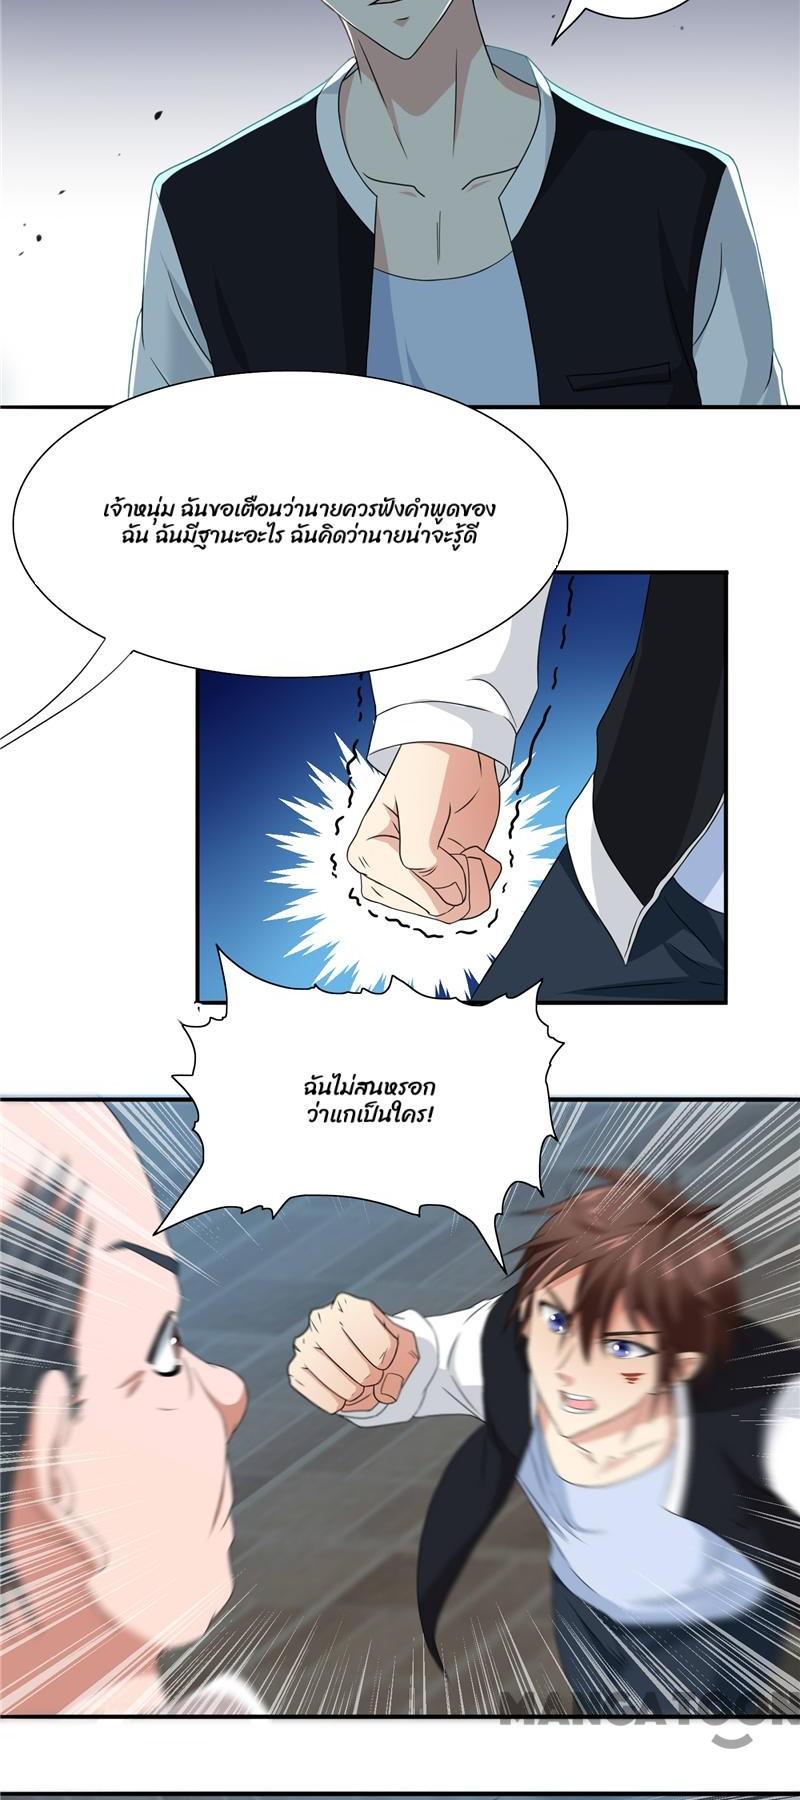 เจ้าหนุ่ม ฉันขอเตือนว่านายควรฟังคำพูดของ
ฉัน ฉันมีฐานะอะไร ฉันคิดว่านายน่าจะรู้ดี
ฉันไม่สนหรอก
ว่าแกเป็นใคร!
MANGATOON